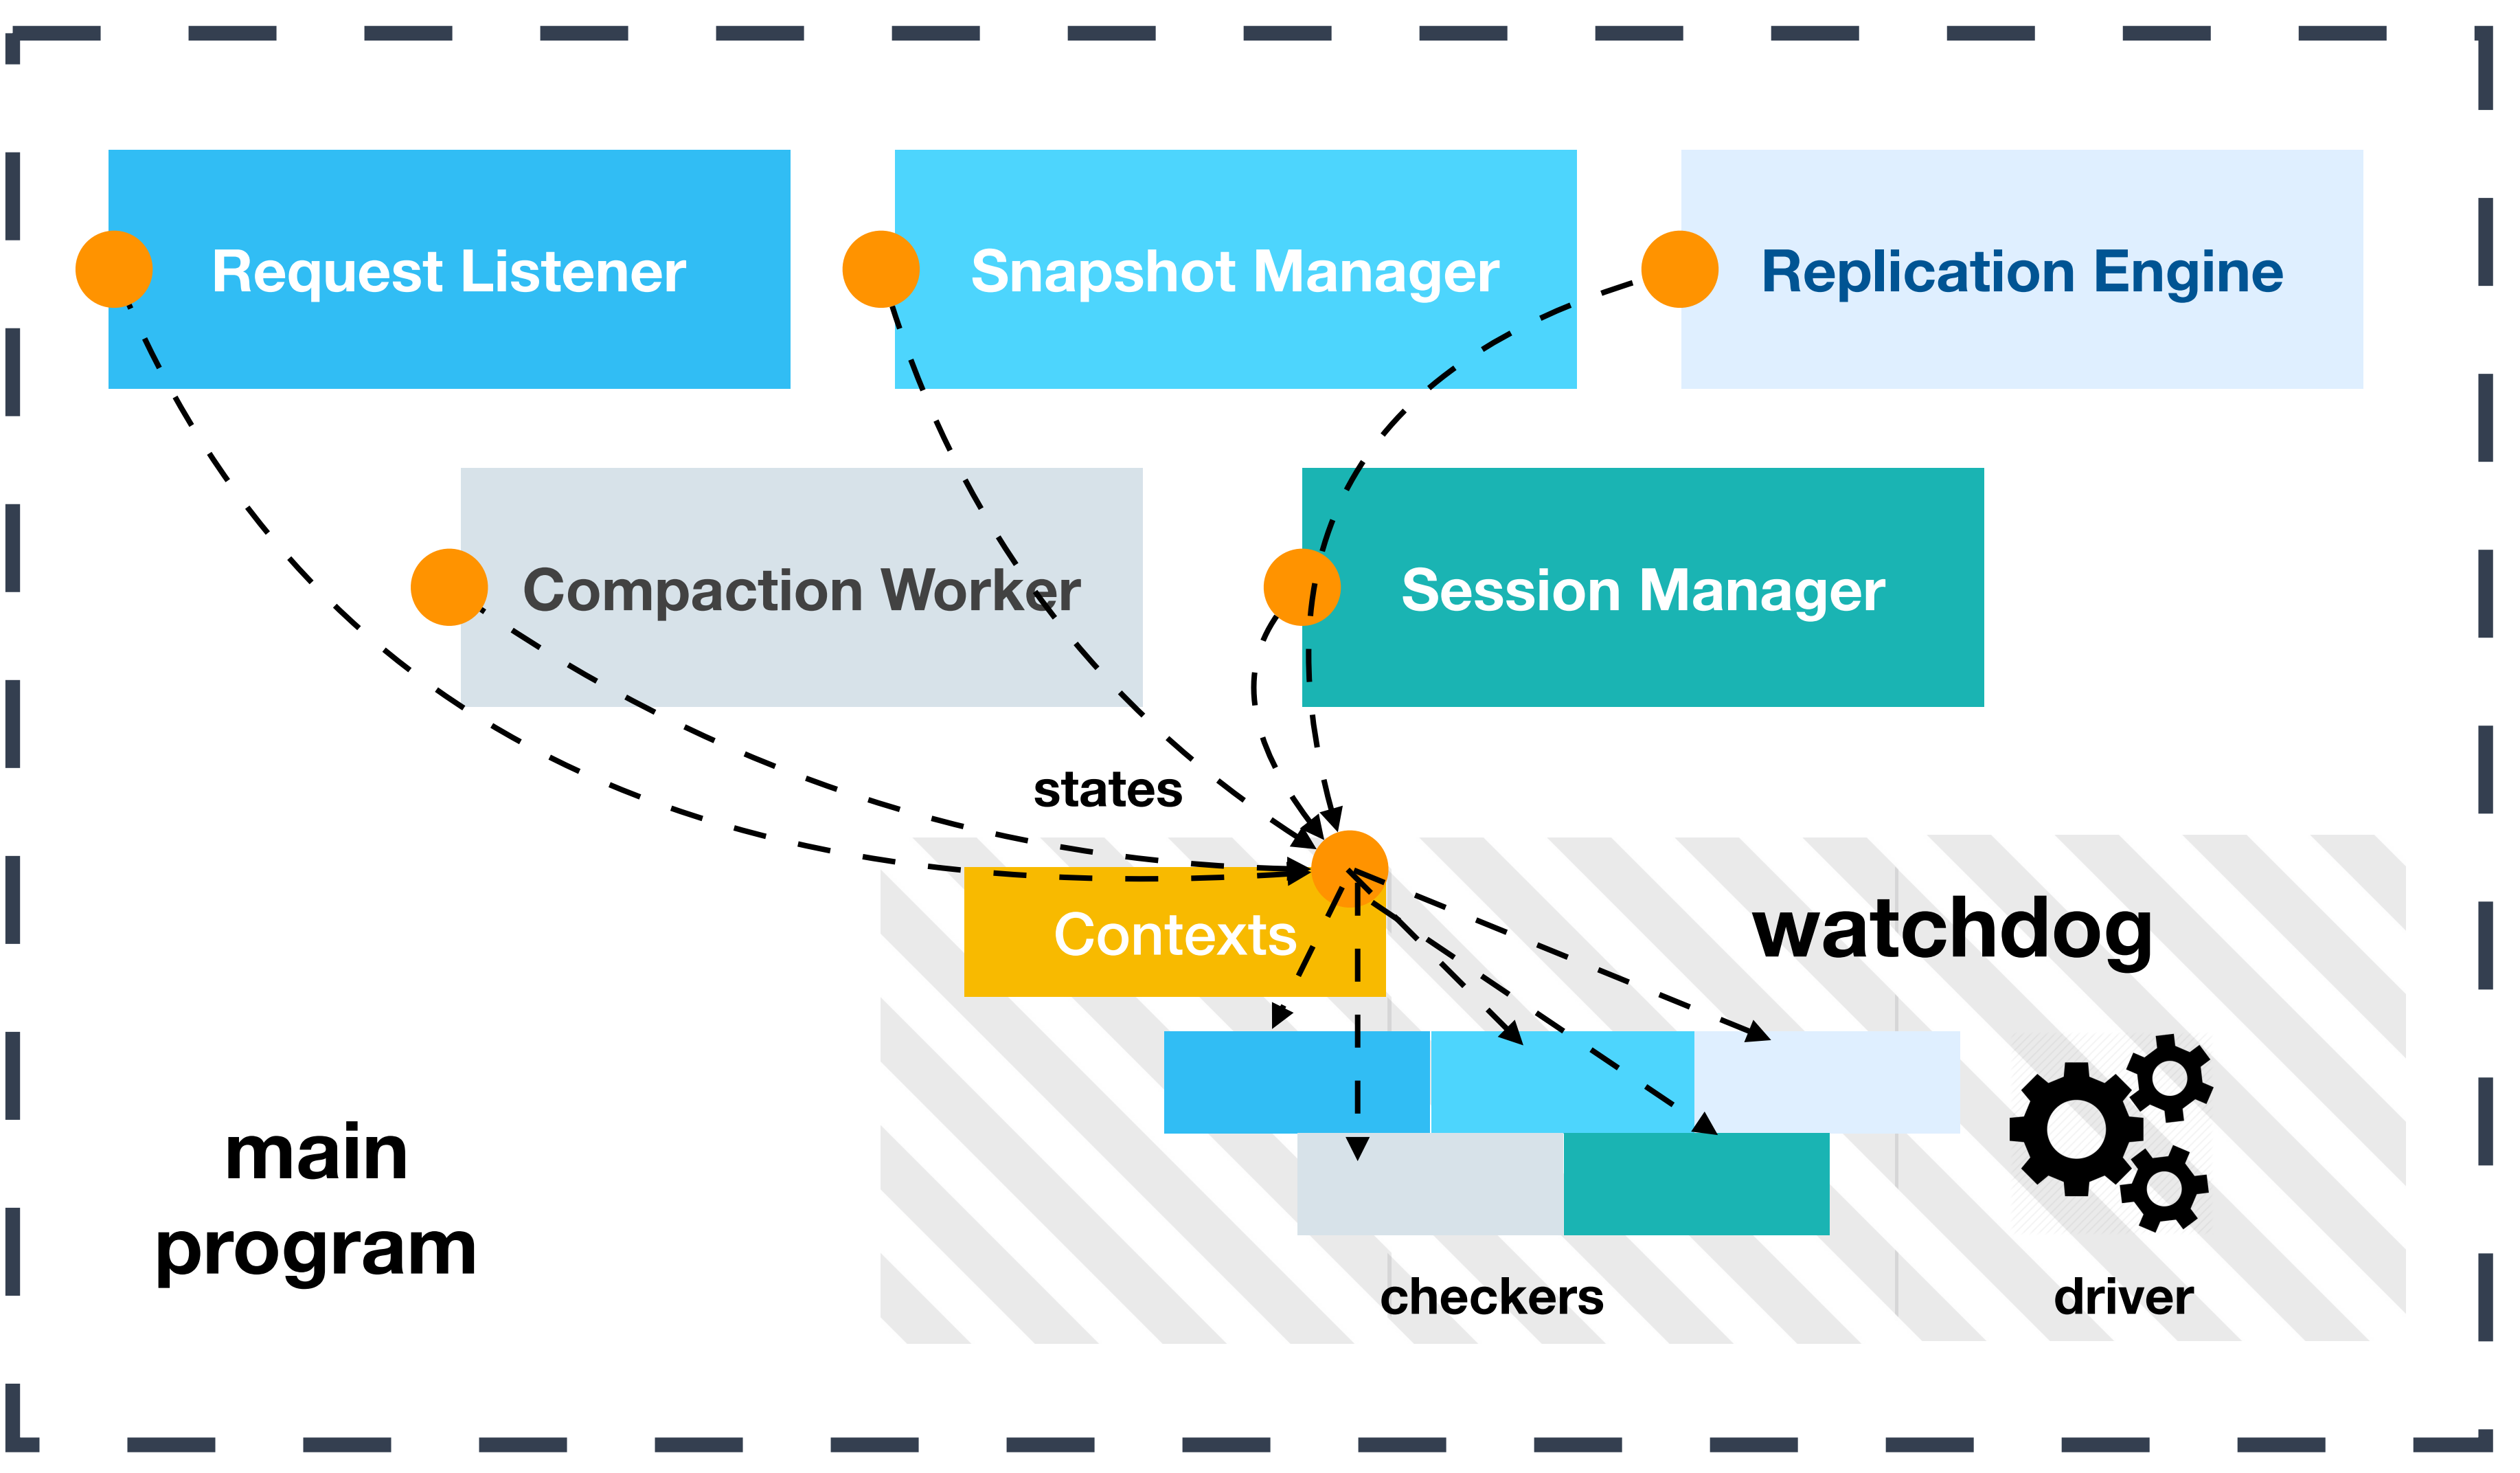 Request Listener
Snapshot Manager
Replication Engine
Compaction Worker
Session Manager
states
Contexts
watchdog
main
program
checkers
driver